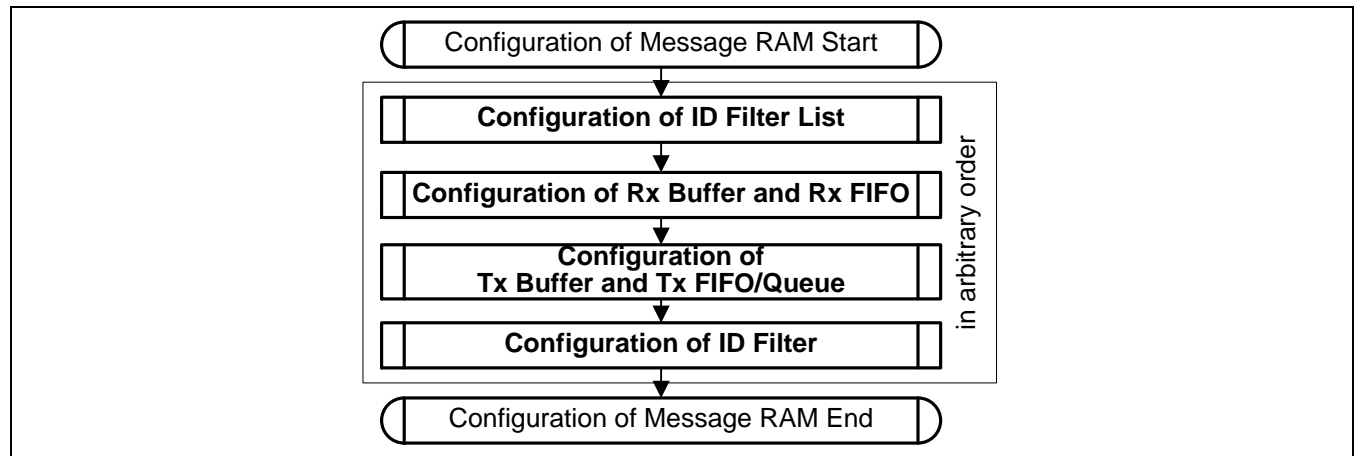 Configuration of Message RAM Start
Configuration of ID Filter List
Configuration of Rx Buffer and Rx FIFO
Configuration of
Tx Buffer and Tx FIFO/Queue
Configuration of ID Filter
in arbitrary order
Configuration of Message RAM End